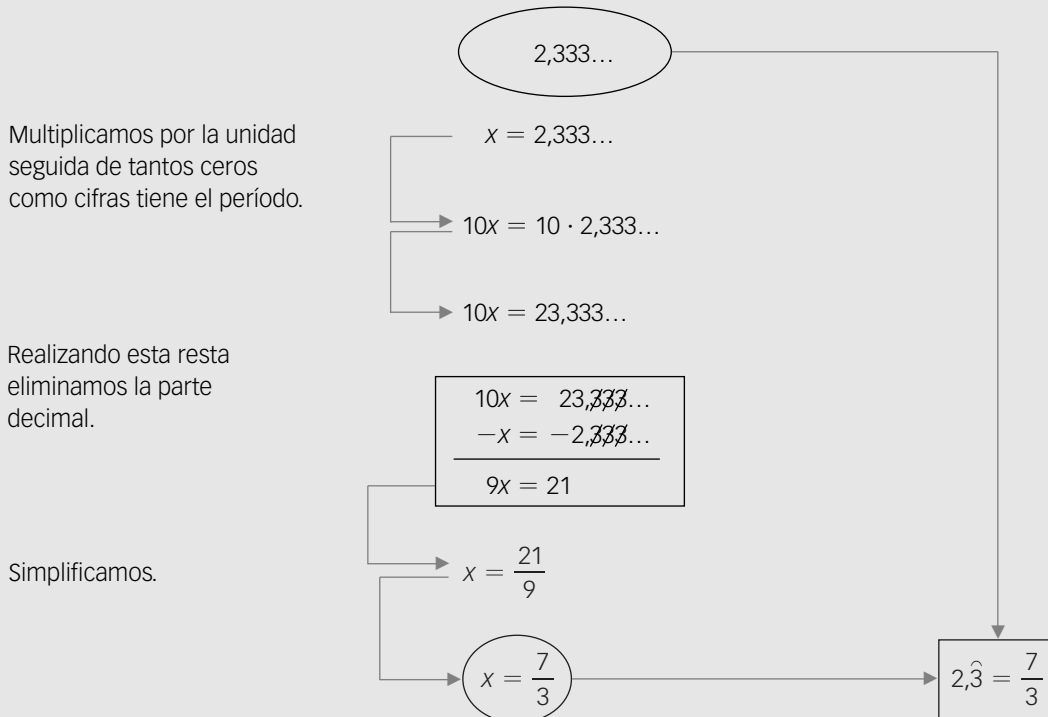 2,333…
Multiplicamos por la unidad
seguida de tantos ceros
como cifras tiene el período.
x = 2,333…
10x = 10 · 2,333…
10x = 23,333…
Realizando esta resta
eliminamos la parte
decimal.
10x = 23,333…
−x = −2,333…
9x = 21
Simplificamos.
x = 21/9
x = 7/3
2,3̂ = 7/3